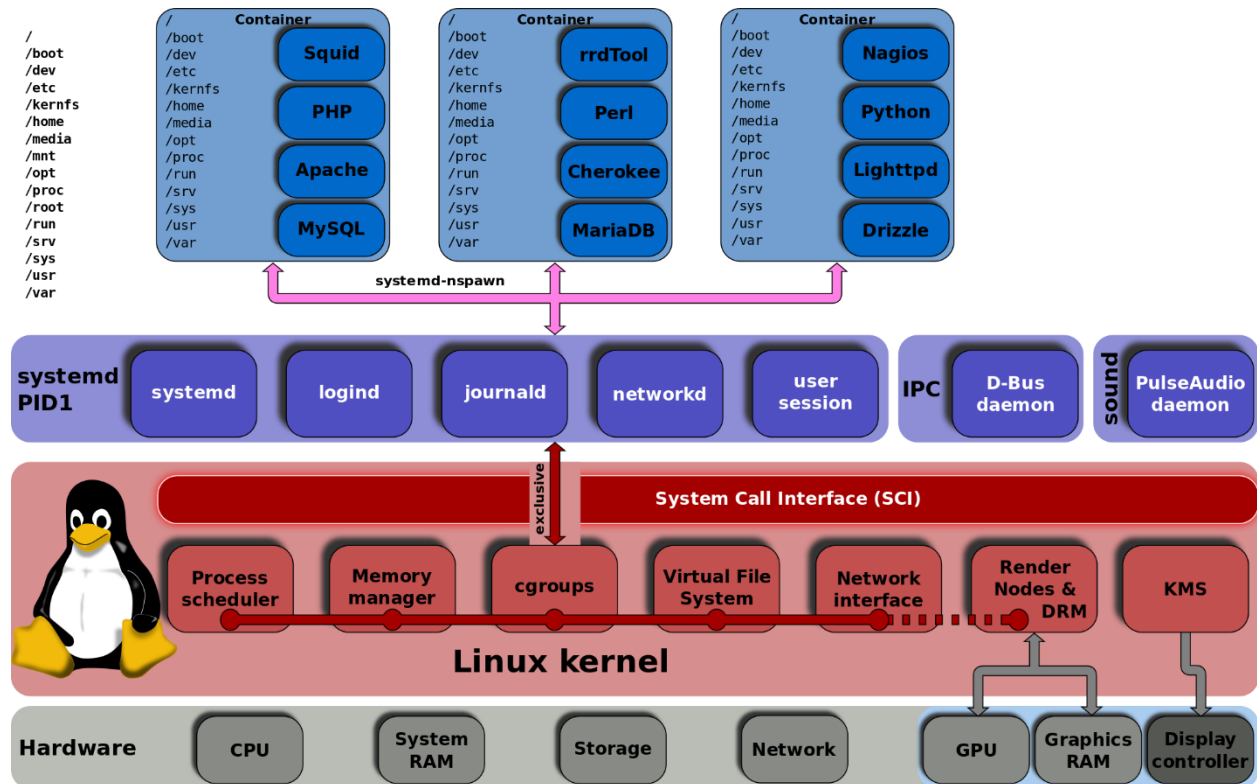 /
/boot
/dev
/etc
/kernfs
/home
/media
/mnt
/opt
/proc
/root
/run
/srv
/sys
/usr
/var
Container
/
/boot
/dev
/etc
/kernfs
/home
/media
/opt
/proc
/run
/srv
/sys
/usr
/var
Squid
PHP
Apache
MySQL
Container
/
/boot
/dev
/etc
/kernfs
/home
/media
/opt
/proc
/run
/srv
/sys
/usr
/var
rrdTool
Perl
Cherokee
MariaDB
Container
/
/boot
/dev
/etc
/kernfs
/home
/media
/opt
/proc
/run
/srv
/sys
/usr
/var
Nagios
Python
Lighttpd
Drizzle
systemd-nspawn
systemd
PID1
systemd
logind
journald
networkd
user
session
IPC
D-Bus
daemon
sound
PulseAudio
daemon
exclusive
System Call Interface (SCI)
Process
scheduler
Memory
manager
cgroups
Virtual File
System
Network
interface
Render
Nodes &
DRM
KMS
Linux kernel
Hardware
CPU
System
RAM
Storage
Network
GPU
Graphics
RAM
Display
controller